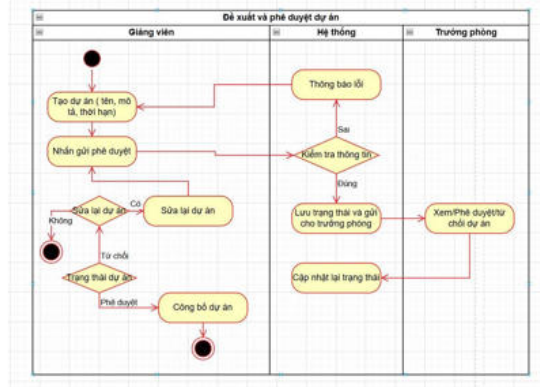 Đề xuất và phê duyệt dự án
Giảng viên
Hệ thống
Trưởng phòng
Tạo dự án ( tên, mô
tả, thời hạn)
Thông báo lỗi
Sai
Nhấn gửi phê duyệt
Kiểm tra thông tin
Đúng
Sửa lại dự án
Có
Sửa lại dự án
Không
Lưu trạng thái và gửi
cho trưởng phòng
Xem/Phê duyệt/từ
chối dự án
Từ chối
Trạng thái dự án
Cập nhật lại trạng thái
Phê duyệt
Công bố dự án